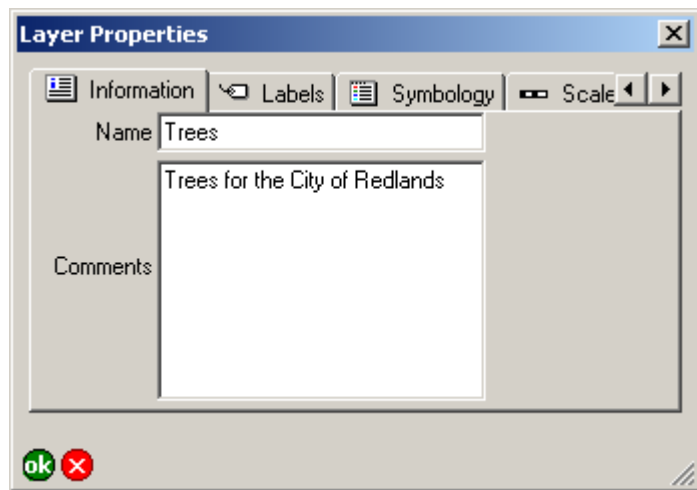 Layer Properties
Information Labels Symbology Scale
Name Trees
Trees for the City of Redlands
Comments
ok